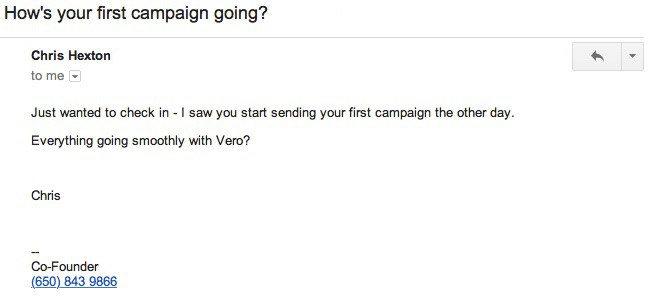 How's your first campaign going?
Chris Hexton
to me
Just wanted to check in - I saw you start sending your first campaign the other day.
Everything going smoothly with Vero?
Chris
--
Co-Founder
(650) 843 9866